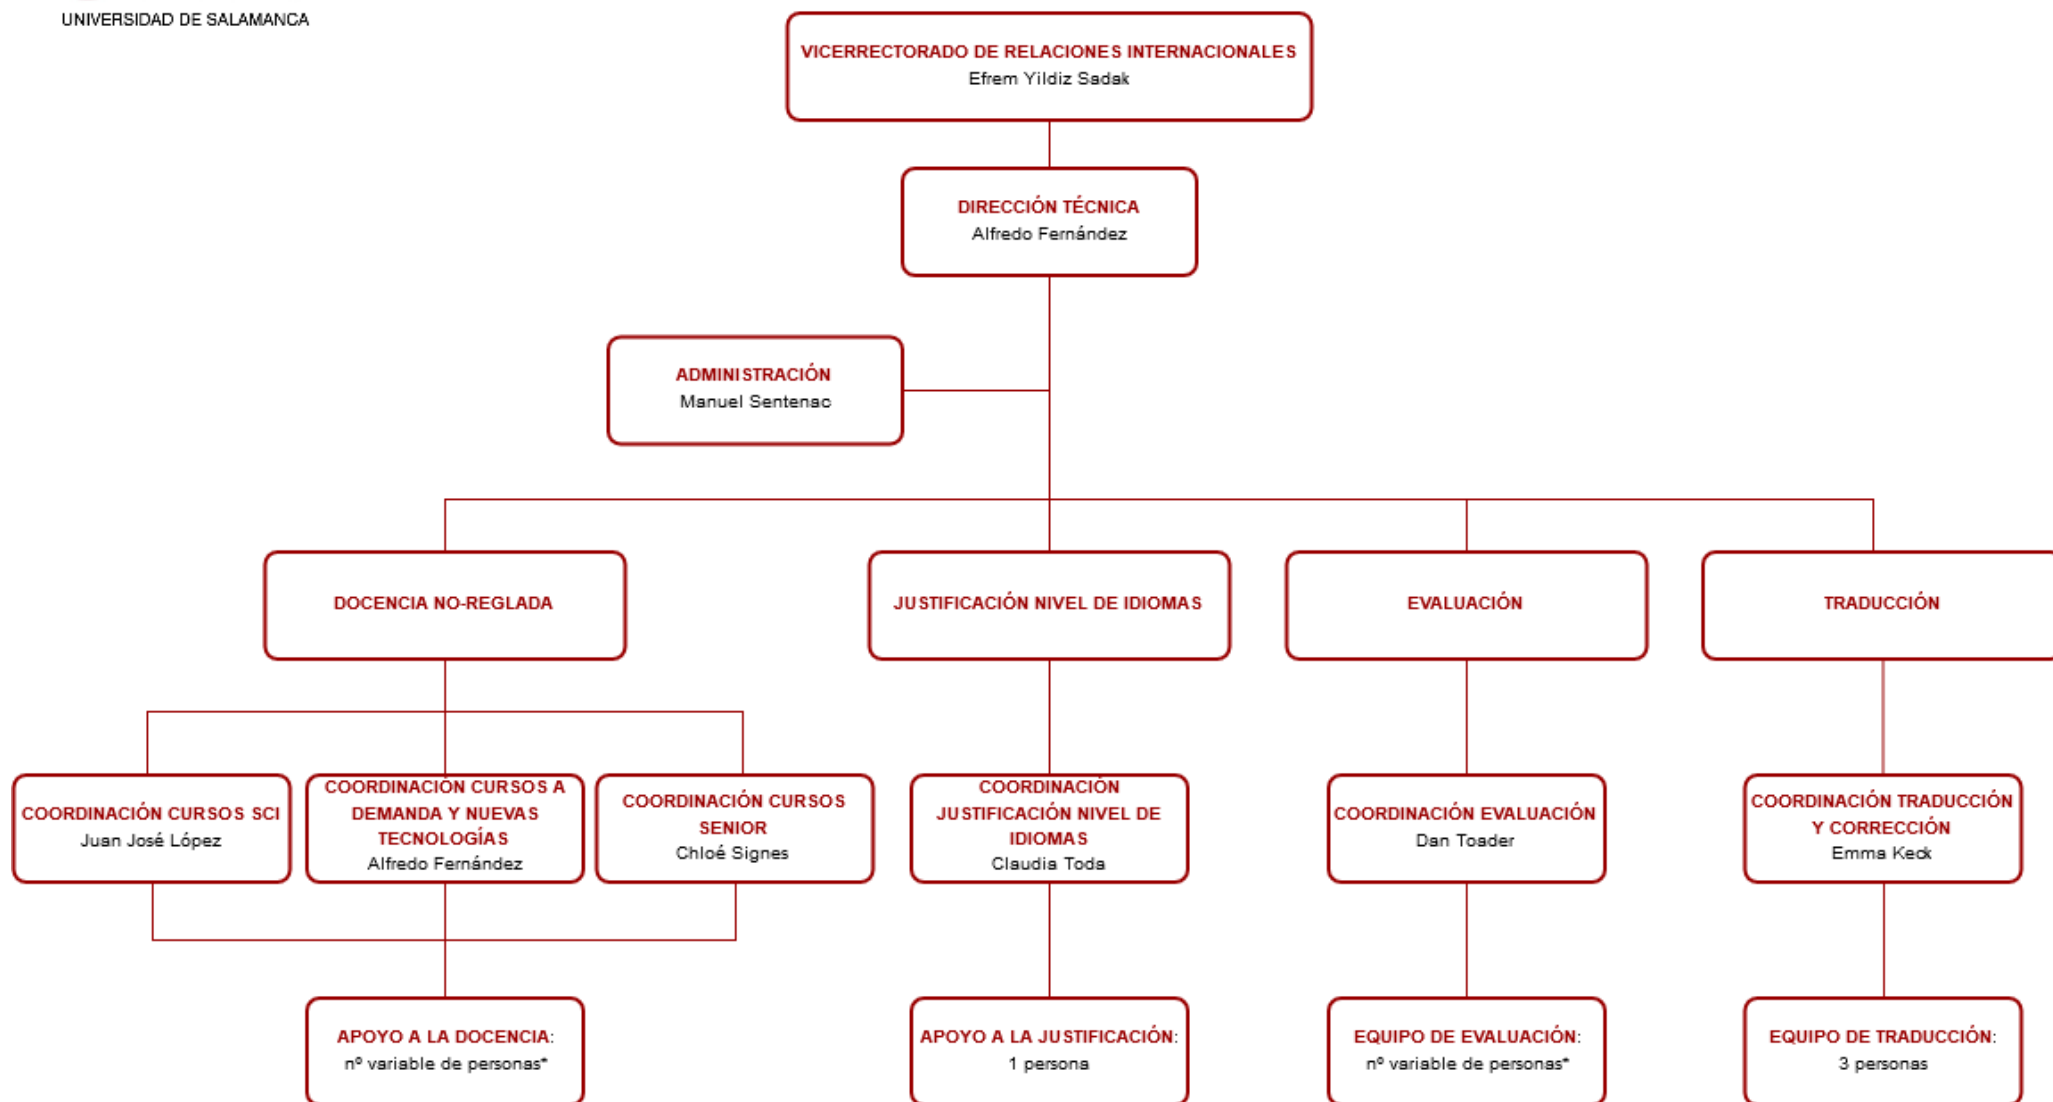 UNIVERSIDAD DE SALAMANCA
VICERRECTORADO DE RELACIONES INTERNACIONALES
Efrem Yildiz Sadak
DIRECCIÓN TÉCNICA
Alfredo Fernández
ADMINISTRACIÓN
Manuel Sentenac
DOCENCIA NO-REGLADA
JUSTIFICACIÓN NIVEL DE IDIOMAS
EVALUACIÓN
TRADUCCIÓN
COORDINACIÓN CURSOS SCI
Juan José López
COORDINACIÓN CURSOS A
DEMANDA Y NUEVAS
TECNOLOGÍAS
Alfredo Fernández
COORDINACIÓN CURSOS
SENIOR
Chloé Signes
COORDINACIÓN
JUSTIFICACIÓN NIVEL DE
IDIOMAS
Claudia Toda
COORDINACIÓN EVALUACIÓN
Dan Toader
COORDINACIÓN TRADUCCIÓN
Y CORRECCIÓN
Emma Keck
APOYO A LA DOCENCIA:
nº variable de personas*
APOYO A LA JUSTIFICACIÓN:
1 persona
EQUIPO DE EVALUACIÓN:
nº variable de personas*
EQUIPO DE TRADUCCIÓN:
3 personas